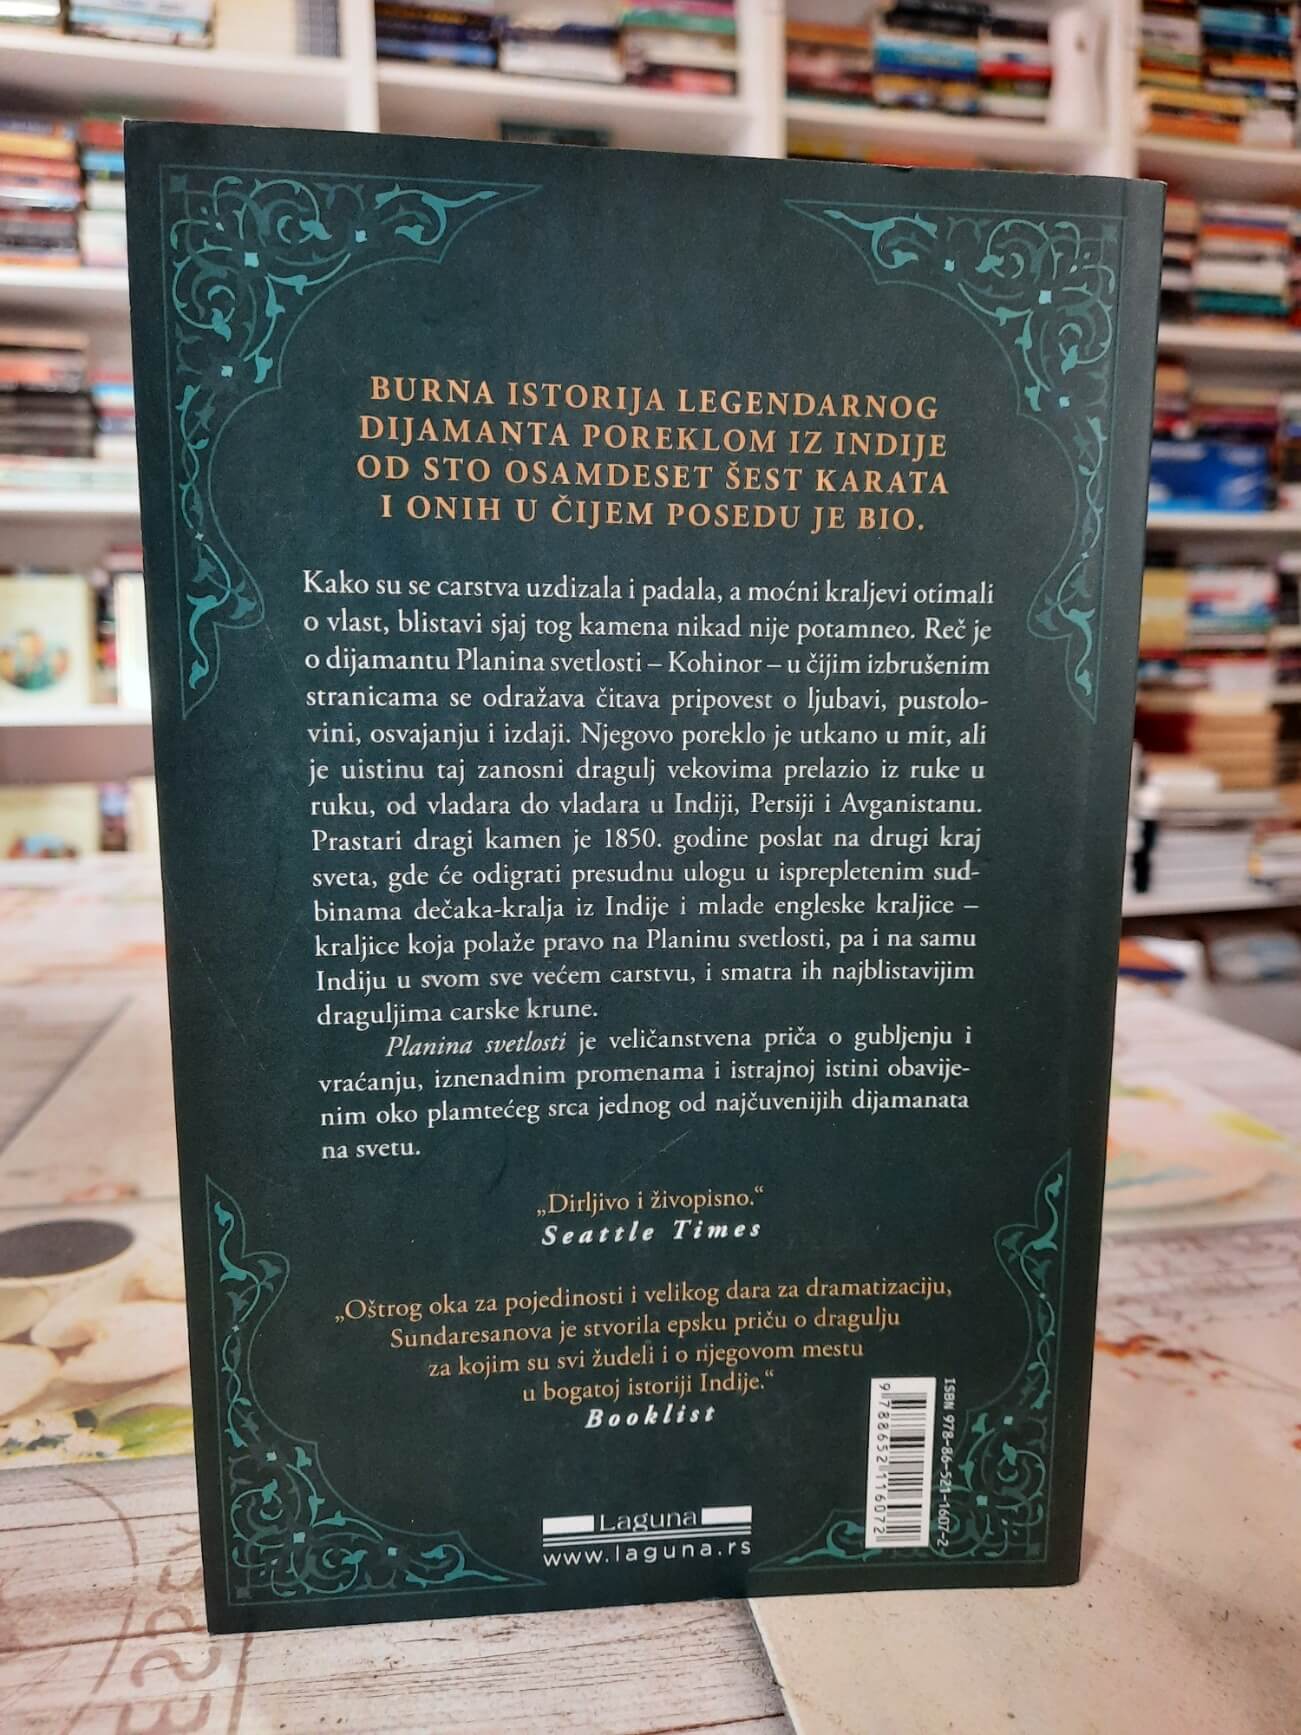 BURNA ISTORIJA LEGENDARNOG
DIJAMANTA POREKLOM IZ INDIJE
OD STO OSAMDESET ŠEST KARATA
I ONIH U ČIJEM POSEDU JE BIO.
Kako su se carstva uzdizala i padala, a moćni kraljevi otimali
o vlast, blistavi sjaj tog kamena nikad nije potamneo. Reč je
o dijamantu Planina svetlosti – Kohinor – u čijim izbrušenim
stranicama se odražava čitava pripovest o ljubavi, pustolo-
vini, osvajanju i izdaji. Njegovo poreklo je utkano u mit, ali
je uistinu taj zanosni dragulj vekovima prelazio iz ruke u
ruku, od vladara do vladara u Indiji, Persiji i Avganistanu.
Prastari dragi kamen je 1850. godine poslat na drugi kraj
sveta, gde će odigrati presudnu ulogu u isprepletenim sud-
binama dečaka-kralja iz Indije i mlade engleske kraljice –
kraljice koja polaže pravo na Planinu svetlosti, pa i na samu
Indiju u svom sve većem carstvu, i smatra ih najblistavijim
draguljima carske krune.
Planina svetlosti je veličanstvena priča o gubljenju i
vraćanju, iznenadnim promenama i istrajnoj istini obavije-
nim oko plamtećeg srca jednog od najčuvenijih dijamanata
na svetu.
„Dirljivo i živopisno.“
Seattle Times
„Oštrog oka za pojedinosti i velikog dara za dramatizaciju,
Sundaresanova je stvorila epsku priču o dragulju
za kojim su svi žudeli i o njegovom mestu
u bogatoj istoriji Indije.“
Booklist
ISBN 978-86-521-1607-2
9788652116072
Laguna
www.laguna.rs